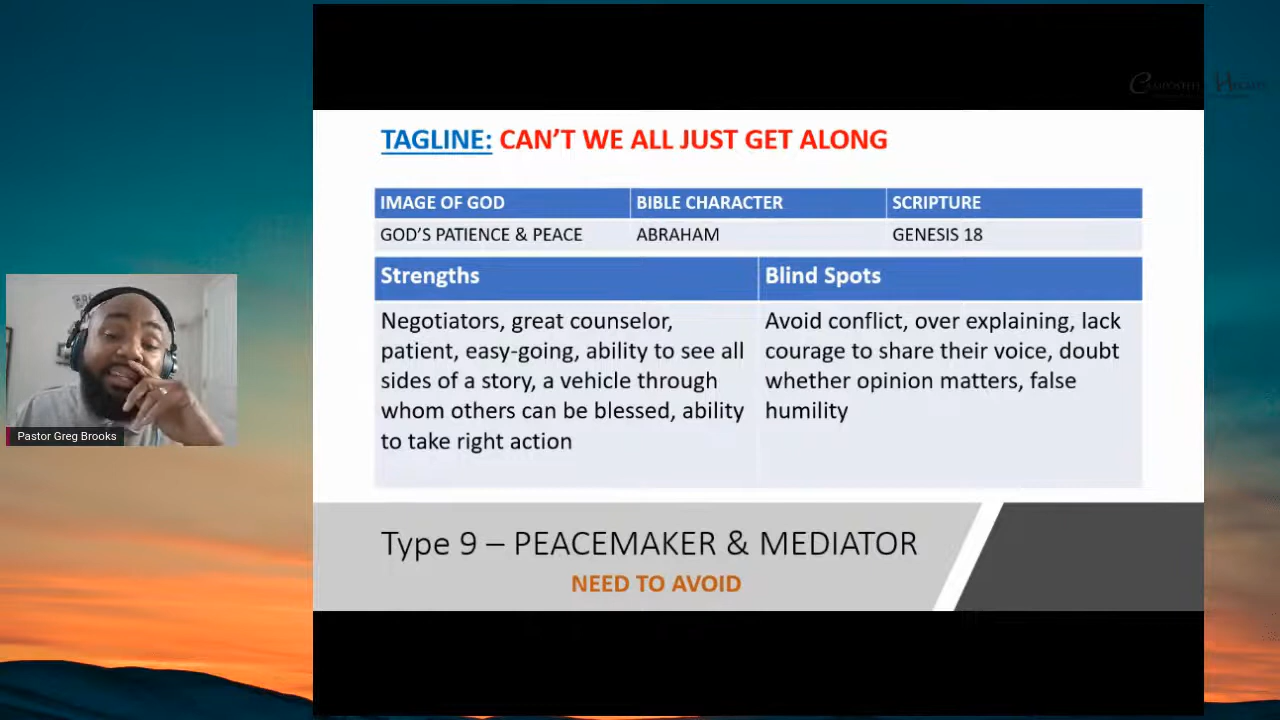 TAGLINE: CAN'T WE ALL JUST GET ALONG
IMAGE OF GOD BIBLE CHARACTER SCRIPTURE
GOD'S PATIENCE & PEACE ABRAHAM GENESIS 18
Strengths Blind Spots
Negotiators, great counselor,
patient, easy-going, ability to see all
sides of a story, a vehicle through
whom others can be blessed, ability
to take right action
Avoid conflict, over explaining, lack
courage to share their voice, doubt
whether opinion matters, false
humility
Type 9 – PEACEMAKER & MEDIATOR
NEED TO AVOID
Pastor Greg Brooks